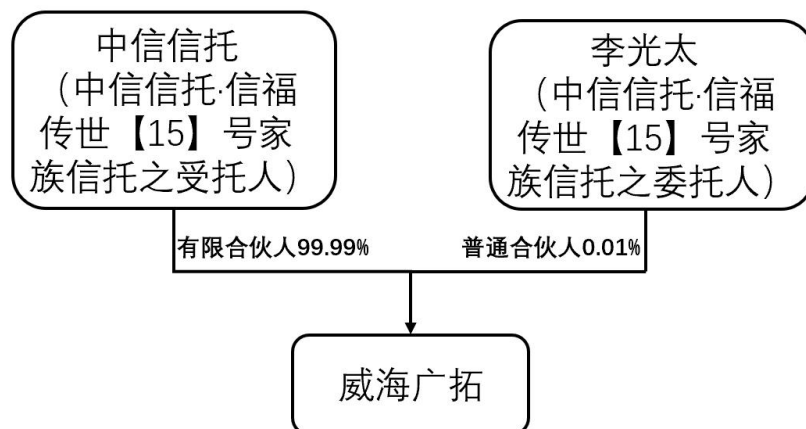 中信信托
（中信信托·信福
传世【15】号家
族信托之受托人）
李光太
（中信信托·信福
传世【15】号家
族信托之委托人）
有限合伙人99.99%
普通合伙人0.01%
威海广拓